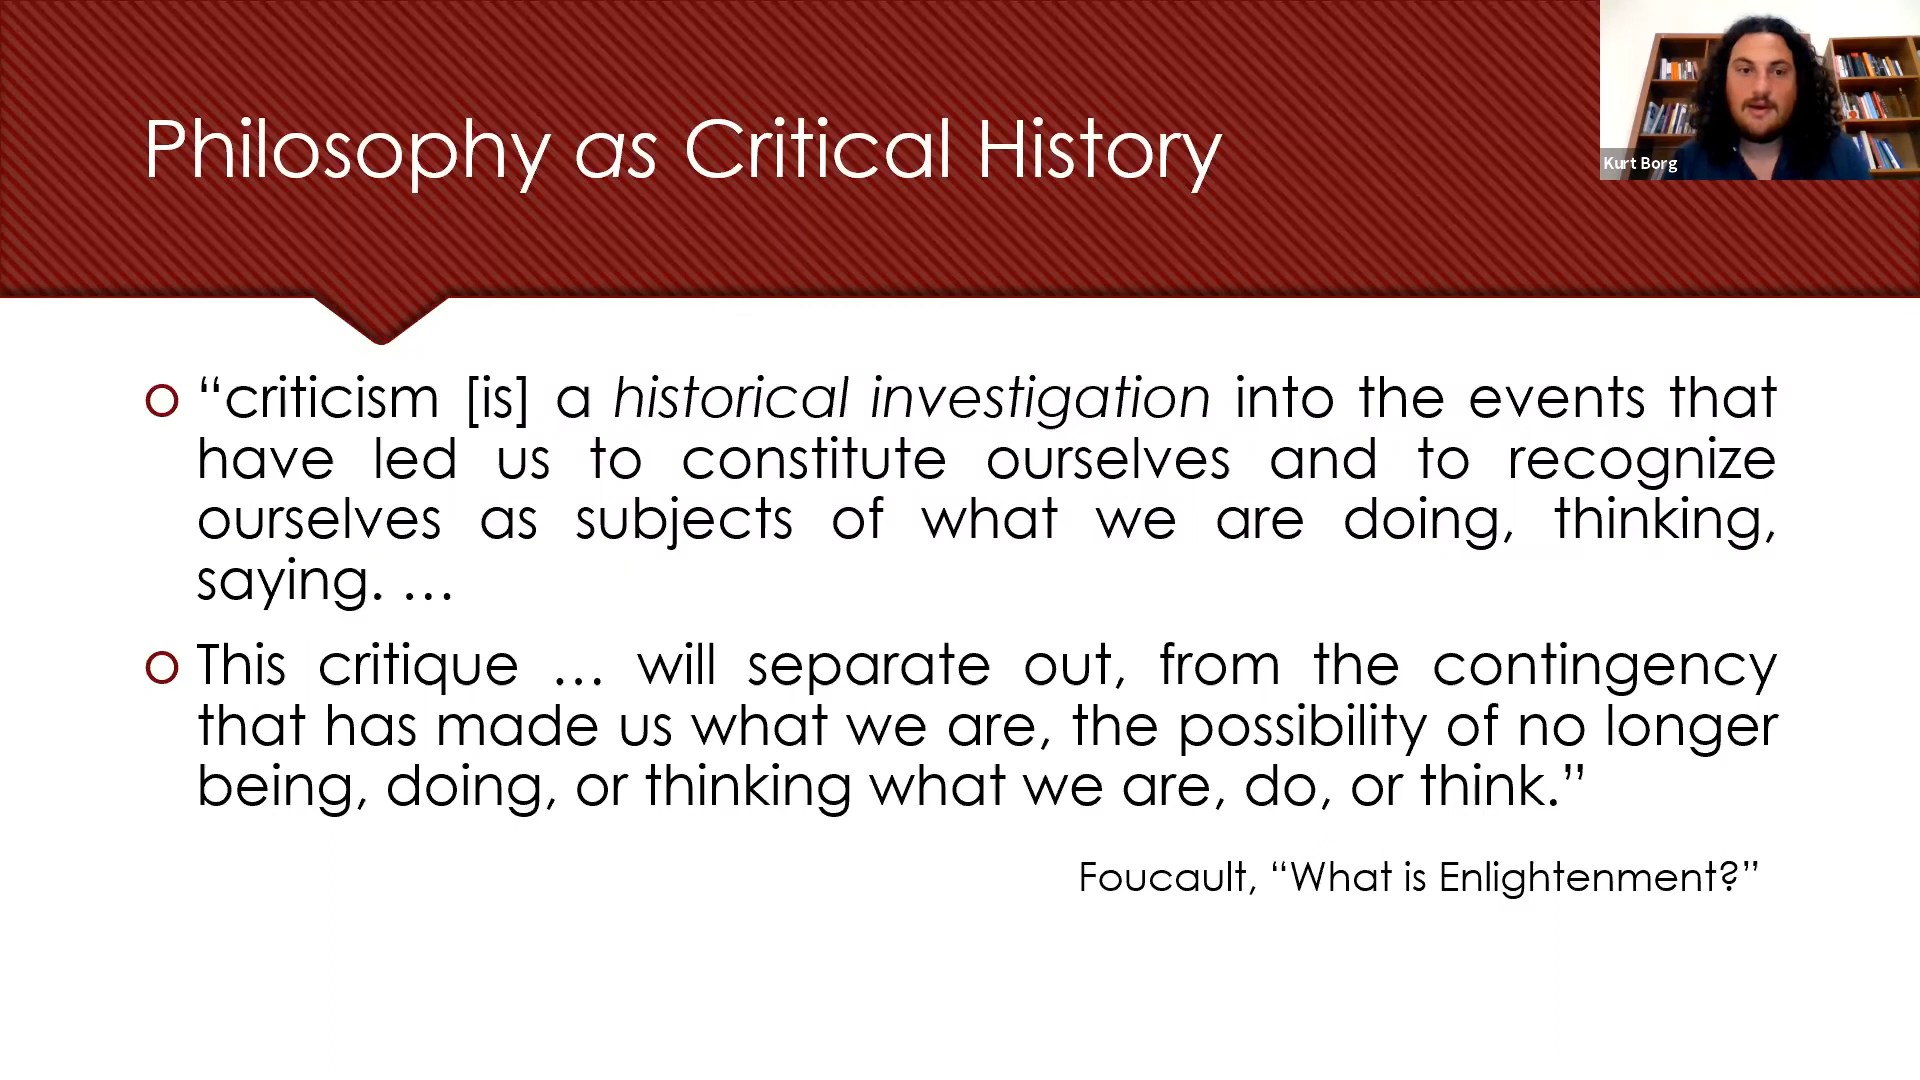 Philosophy as Critical History
Kurt Borg
“criticism [is] a historical investigation into the events that
have led us to constitute ourselves and to recognize
ourselves as subjects of what we are doing, thinking,
saying. …
This critique … will separate out, from the contingency
that has made us what we are, the possibility of no longer
being, doing, or thinking what we are, do, or think.”
Foucault, “What is Enlightenment?”